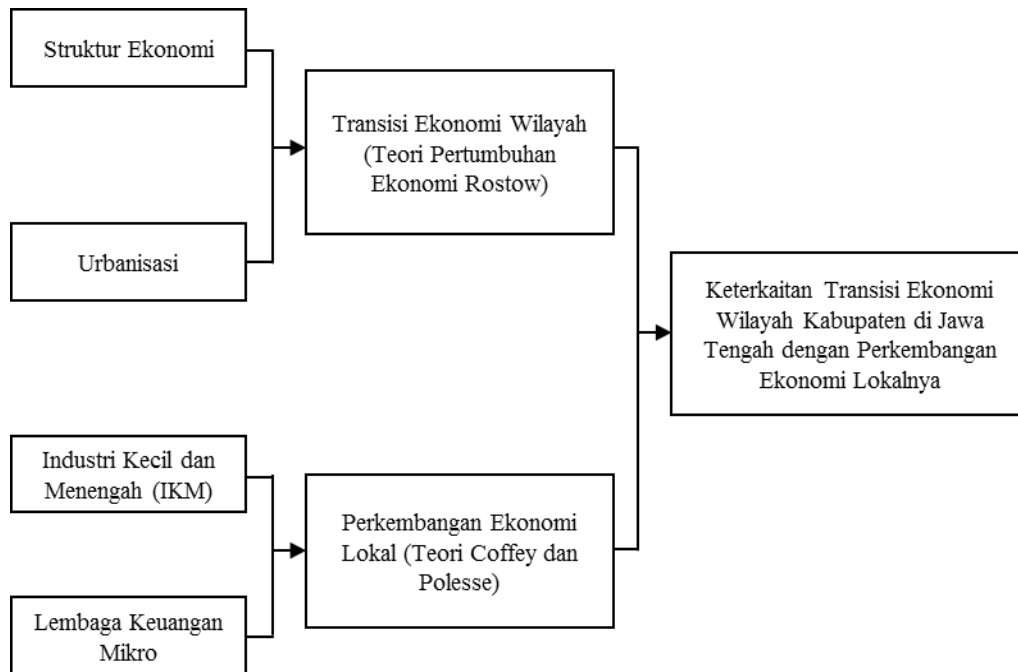 Struktur Ekonomi
Urbanisasi
Transisi Ekonomi Wilayah
(Teori Pertumbuhan
Ekonomi Rostow)
Industri Kecil dan
Menengah (IKM)
Lembaga Keuangan
Mikro
Perkembangan Ekonomi
Lokal (Teori Coffey dan
Polesse)
Keterkaitan Transisi Ekonomi
Wilayah Kabupaten di Jawa
Tengah dengan Perkembangan
Ekonomi Lokalnya